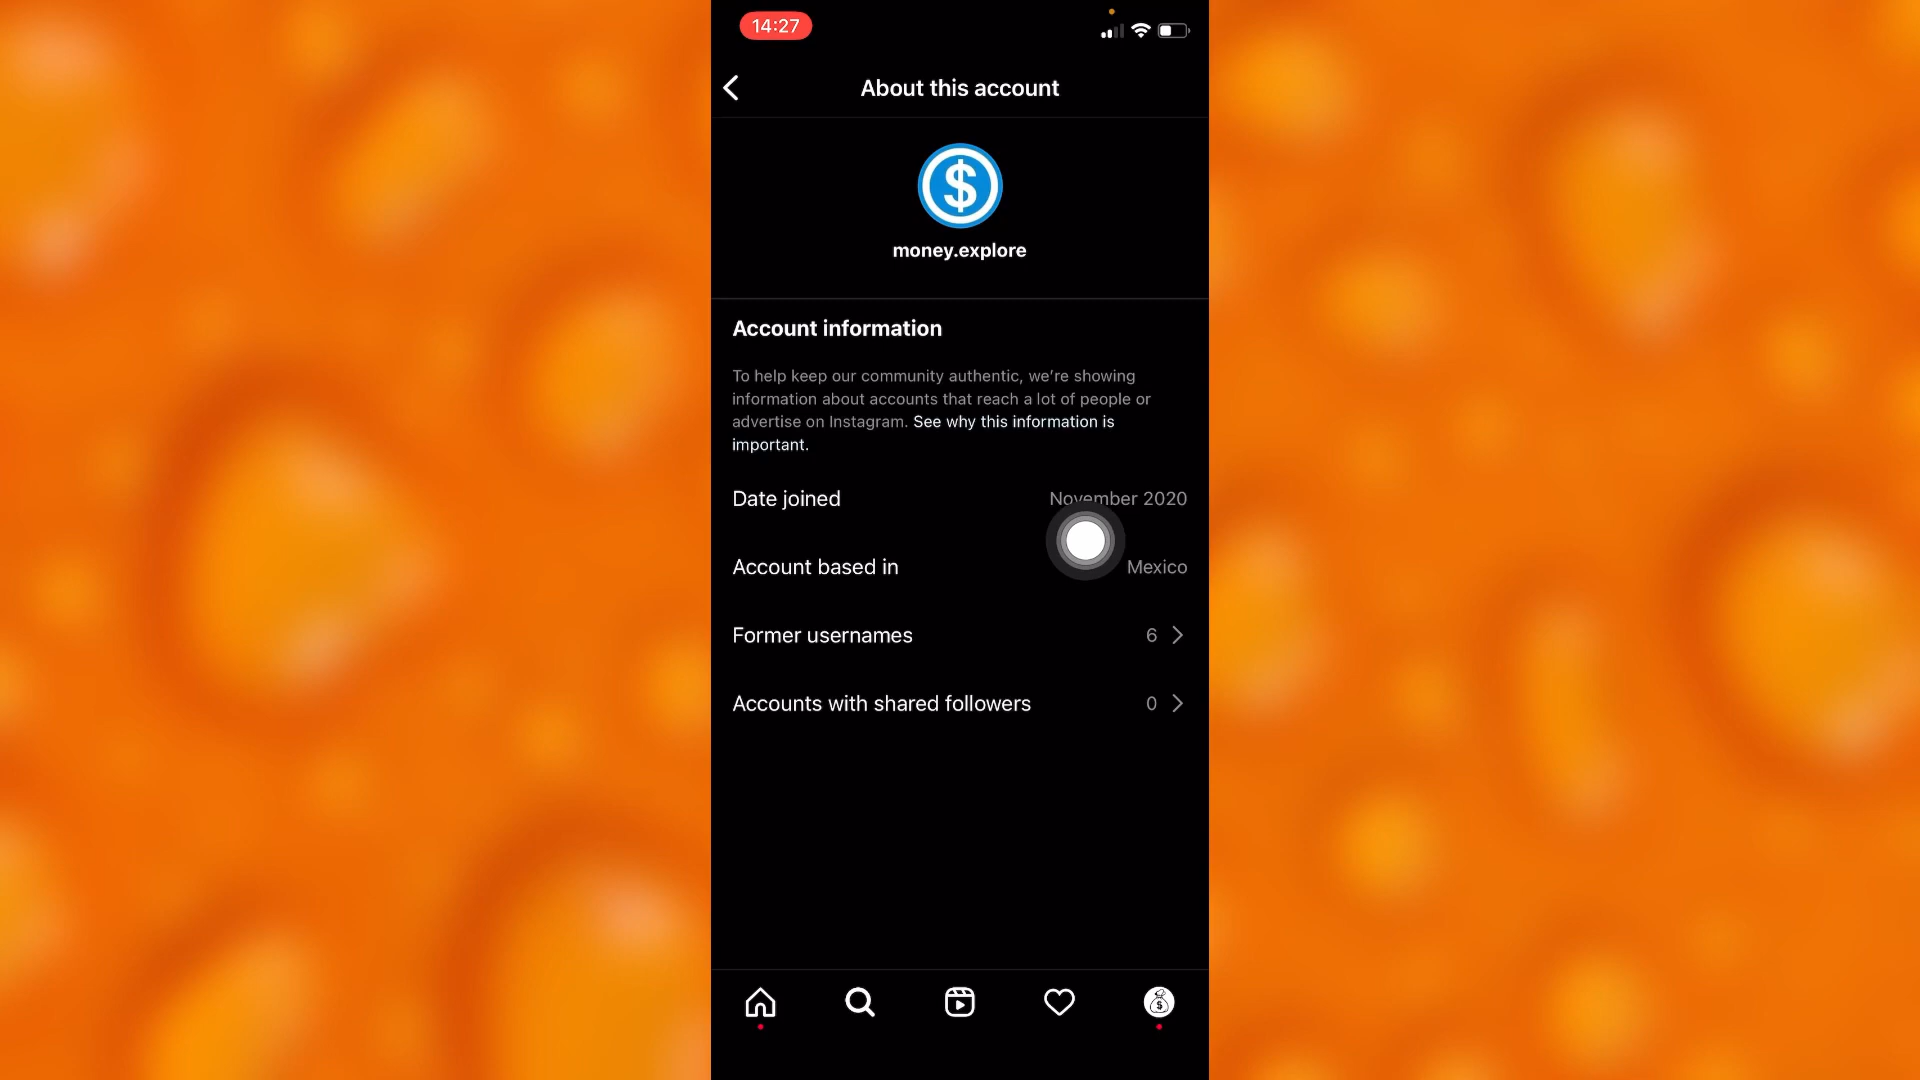 14:27
About this account
$
money.explore
Account information
To help keep our community authentic, we're showing
information about accounts that reach a lot of people or
advertise on Instagram. See why this information is
important.
Date joined November 2020
Account based in Mexico
Former usernames 6
Accounts with shared followers 0
$